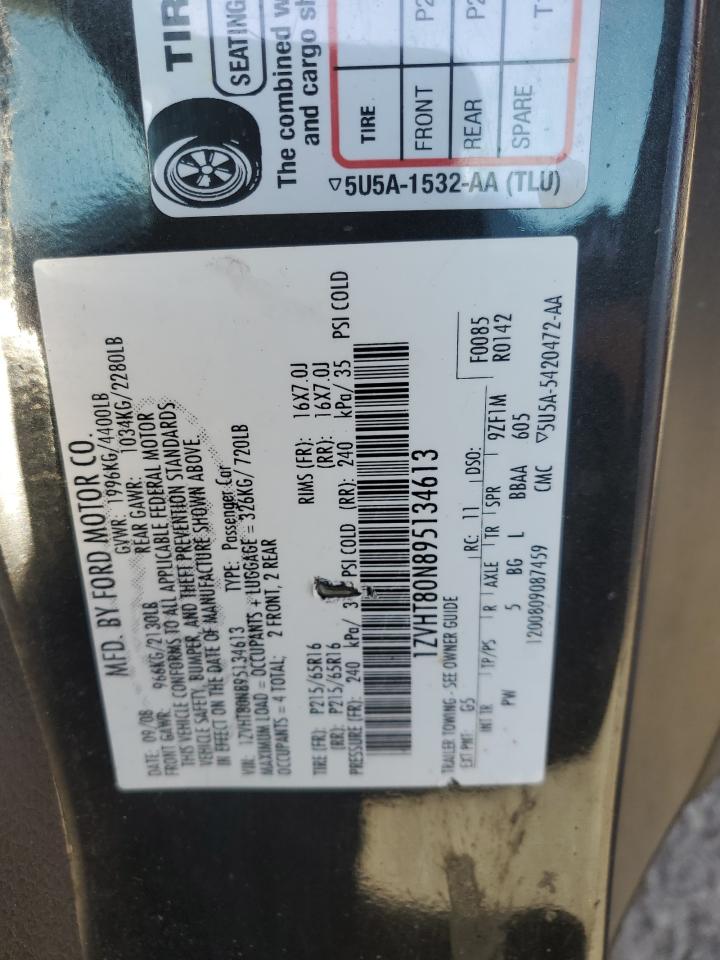 TIR
SEATING
The combined w
and cargo sh
TIRE
FRONT P2
REAR P2
SPARE T1
▽5U5A-1532-AA (TLU)
MFD. BY FORD MOTOR CO.
DATE: 09/08 GVWR: 1996KG/4400LB
FRONT GAWR: 966KG/2130LB REAR GAWR: 1034KG/2280LB
THIS VEHICLE CONFORMS TO ALL APPLICABLE FEDERAL MOTOR
VEHICLE SAFETY, BUMPER, AND THEFT PREVENTION STANDARDS
IN EFFECT ON THE DATE OF MANUFACTURE SHOWN ABOVE.
VIN: 1ZVHT80N895134613 TYPE: Passenger Car
MAXIMUM LOAD = OCCUPANTS + LUGGAGE = 326KG/ 720LB
OCCUPANTS = 4 TOTAL: 2 FRONT, 2 REAR
TIRE (FR): P215/65R16 RIMS (FR): 16X7.0J
(RR): P215/65R16 (RR): 16X7.0J
PRESSURE (FR): 240 kPa/ 3 PSI COLD (RR): 240 kPa/ 35 PSI COLD
1ZVHT80N895134613
TRAILER TOWING - SEE OWNER GUIDE
EXT PNT: G5 RC: 11 DSO: F0085
INT TR TP/PS R AXLE TR SPR 9ZF1M R0142
PW 5 BG L BBAA 605
1200809087459 CMC ▽5U5A-5420472-AA